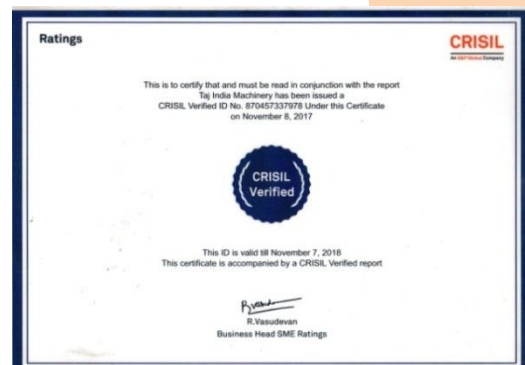 Ratings
CRISIL
An S&P Global Company
This is to certify that and must be read in conjunction with the report
Taj India Machinery has been issued a
CRISIL Verified ID No. 870457337978 Under this Certificate
on November 8, 2017
CRISIL
Verified
This ID is valid till November 7, 2018
This certificate is accompanied by a CRISIL Verified report
R.Vasudevan
Business Head SME Ratings